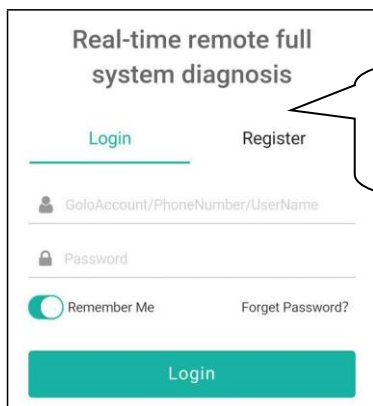 Real-time remote full
system diagnosis
Login Register
GoloAccount/PhoneNumber/UserName
Password
Remember Me Forget Password?
Login